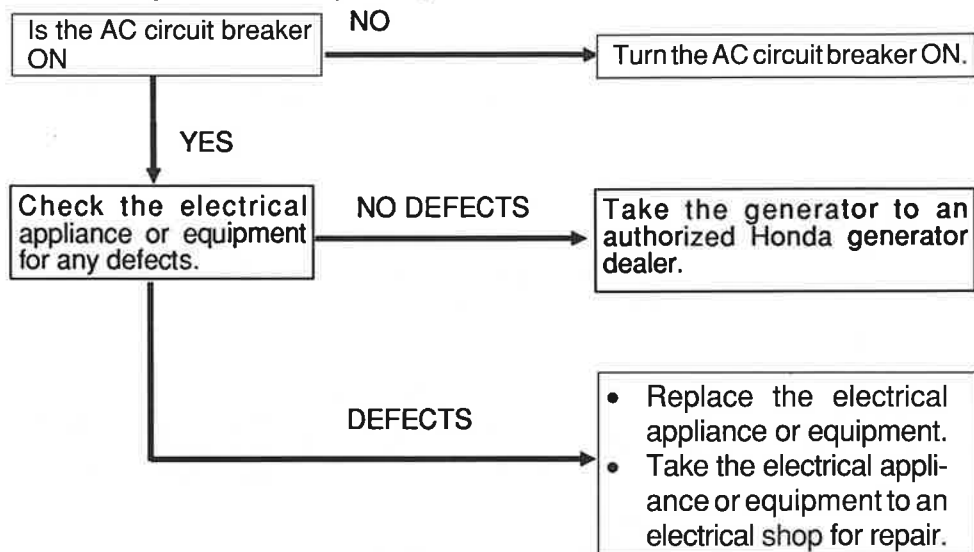 Is the AC circuit breaker
ON
NO
Turn the AC circuit breaker ON.
YES
Check the electrical
appliance or equipment
for any defects.
NO DEFECTS
Take the generator to an
authorized Honda generator
dealer.
DEFECTS
• Replace the electrical
appliance or equipment.
• Take the electrical appli-
ance or equipment to an
electrical shop for repair.